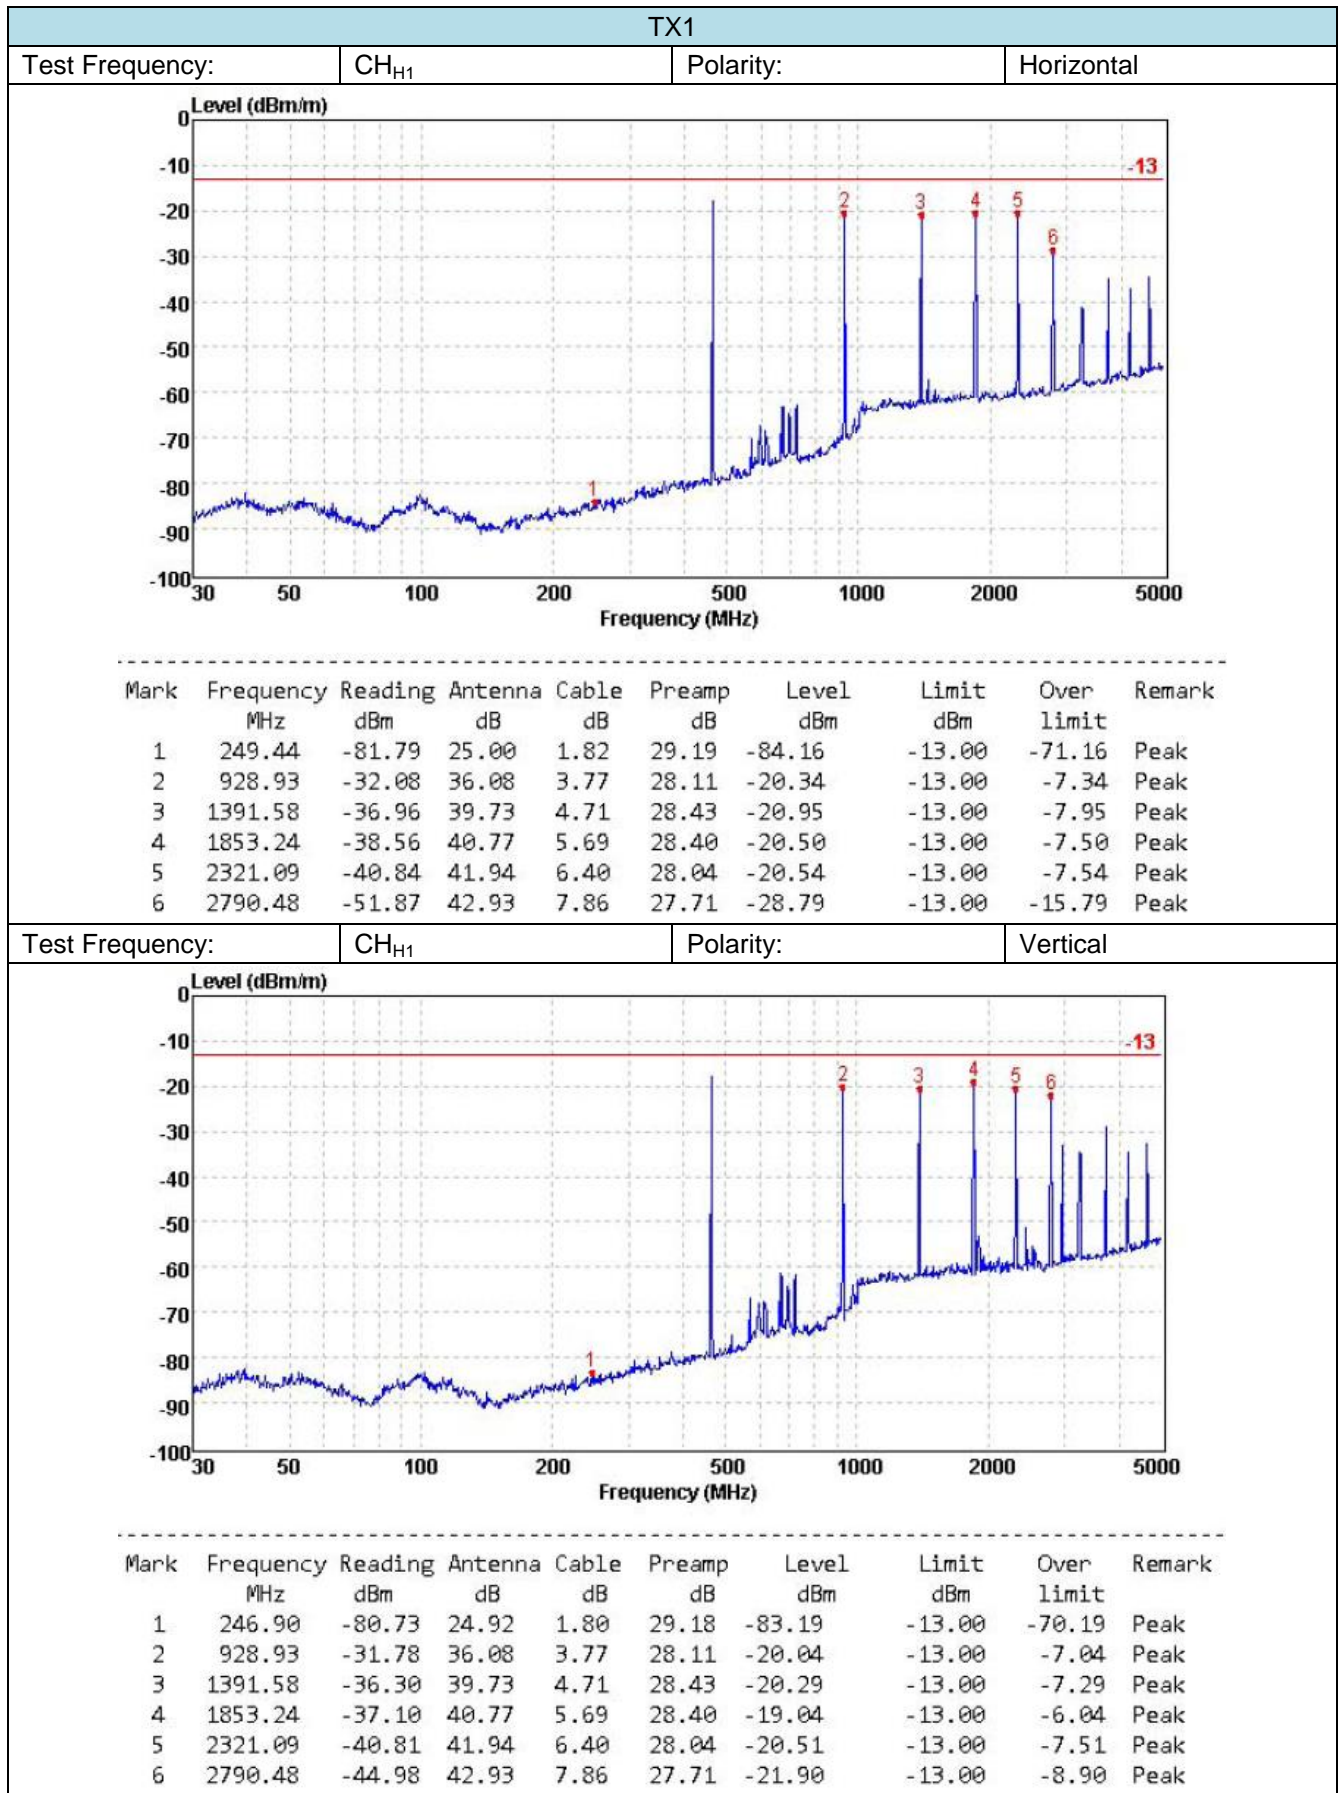 TX1
Test Frequency: CHH1 Polarity: Horizontal
Level (dBm/m)
0
-10
-13
-20
2 3 4 5
-30
6
-40
-50
-60
-70
-80
1
-90
-100
30 50 100 200 500 1000 2000 5000
Frequency (MHz)
Mark Frequency Reading Antenna Cable Preamp Level Limit Over Remark
MHz dBm dB dB dB dBm dBm limit
1 249.44 -81.79 25.00 1.82 29.19 -84.16 -13.00 -71.16 Peak
2 928.93 -32.08 36.08 3.77 28.11 -20.34 -13.00 -7.34 Peak
3 1391.58 -36.96 39.73 4.71 28.43 -20.95 -13.00 -7.95 Peak
4 1853.24 -38.56 40.77 5.69 28.40 -20.50 -13.00 -7.50 Peak
5 2321.09 -40.84 41.94 6.40 28.04 -20.54 -13.00 -7.54 Peak
6 2790.48 -51.87 42.93 7.86 27.71 -28.79 -13.00 -15.79 Peak
Test Frequency: CHH1 Polarity: Vertical
Level (dBm/m)
0
-10
-13
-20
2 3 4 5 6
-30
-40
-50
-60
-70
-80
1
-90
-100
30 50 100 200 500 1000 2000 5000
Frequency (MHz)
Mark Frequency Reading Antenna Cable Preamp Level Limit Over Remark
MHz dBm dB dB dB dBm dBm limit
1 246.90 -80.73 24.92 1.80 29.18 -83.19 -13.00 -70.19 Peak
2 928.93 -31.78 36.08 3.77 28.11 -20.04 -13.00 -7.04 Peak
3 1391.58 -36.30 39.73 4.71 28.43 -20.29 -13.00 -7.29 Peak
4 1853.24 -37.10 40.77 5.69 28.40 -19.04 -13.00 -6.04 Peak
5 2321.09 -40.81 41.94 6.40 28.04 -20.51 -13.00 -7.51 Peak
6 2790.48 -44.98 42.93 7.86 27.71 -21.90 -13.00 -8.90 Peak